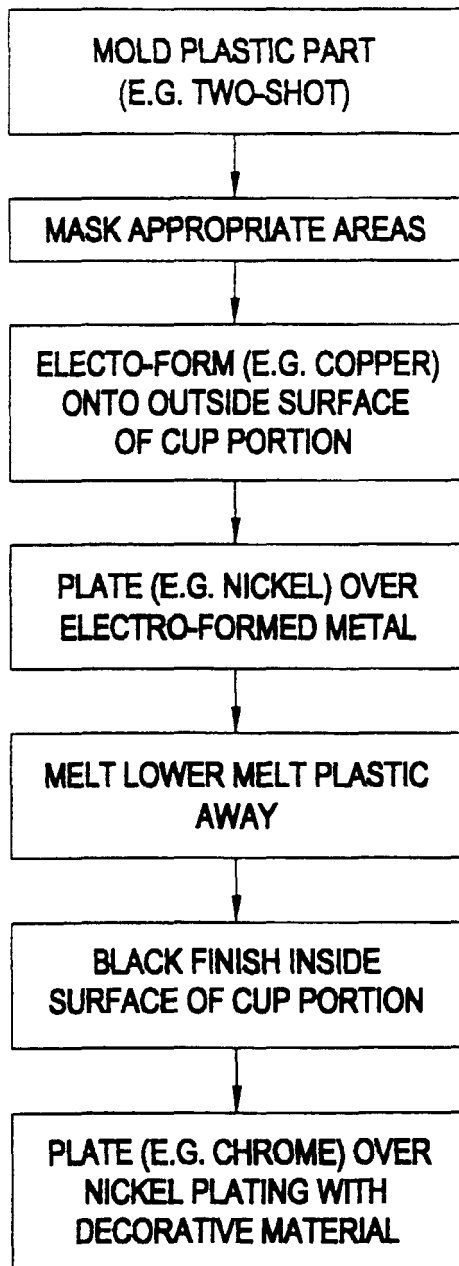 MOLD PLASTIC PART
(E.G. TWO-SHOT)
MASK APPROPRIATE AREAS
ELECTO-FORM (E.G. COPPER)
ONTO OUTSIDE SURFACE
OF CUP PORTION
PLATE (E.G. NICKEL) OVER
ELECTRO-FORMED METAL
MELT LOWER MELT PLASTIC
AWAY
BLACK FINISH INSIDE
SURFACE OF CUP PORTION
PLATE (E.G. CHROME) OVER
NICKEL PLATING WITH
DECORATIVE MATERIAL